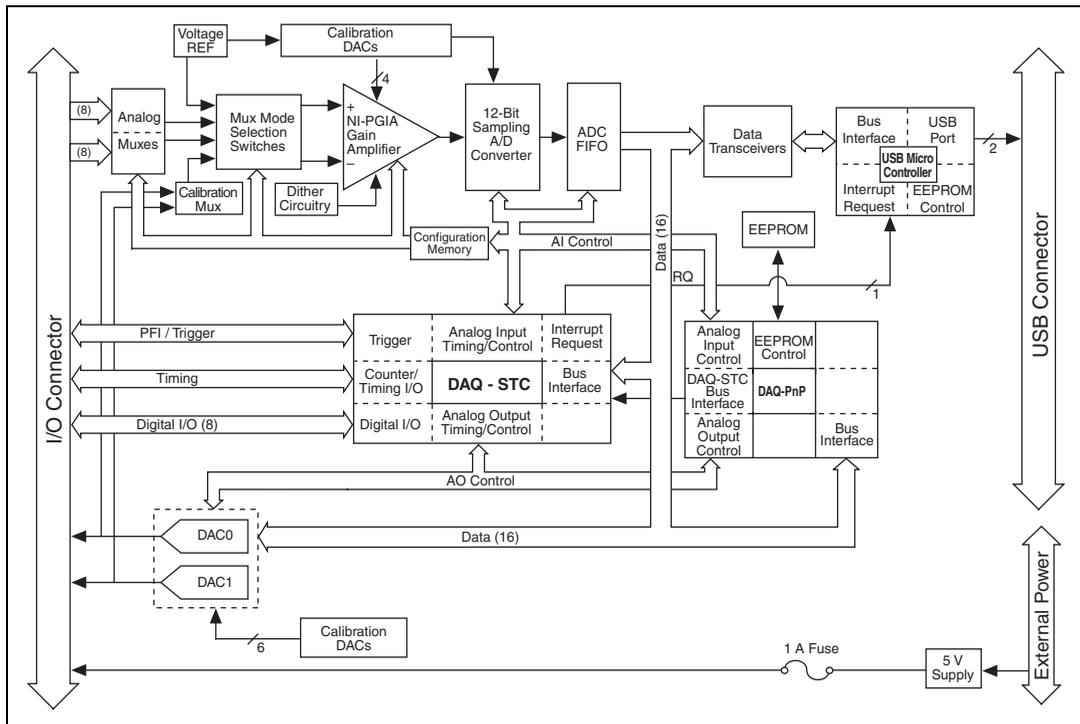 Voltage
REF
Calibration
DACs
4
(8)
(8)
Analog
Muxes
Mux Mode
Selection
Switches
+
NI-PGIA
Gain
Amplifier
–
12-Bit
Sampling
A/D
Converter
ADC
FIFO
Data
Transceivers
Bus
Interface
USB
Port
USB Micro
Controller
Interrupt
Request
EEPROM
Control
2
Calibration
Mux
Dither
Circuitry
Configuration
Memory
AI Control
Data (16)
EEPROM
IRQ
1
I/O Connector
USB Connector
PFI / Trigger
Timing
Digital I/O (8)
Trigger
Analog Input
Timing/Control
Interrupt
Request
Counter/
Timing I/O
DAQ - STC
Bus
Interface
Digital I/O
Analog Output
Timing/Control
Analog
Input
Control
EEPROM
Control
DAQ-STC
Bus
Interface
DAQ-PnP
Analog
Output
Control
Bus
Interface
AO Control
DAC0
Data (16)
DAC1
6
Calibration
DACs
1 A Fuse
5 V
Supply
External Power